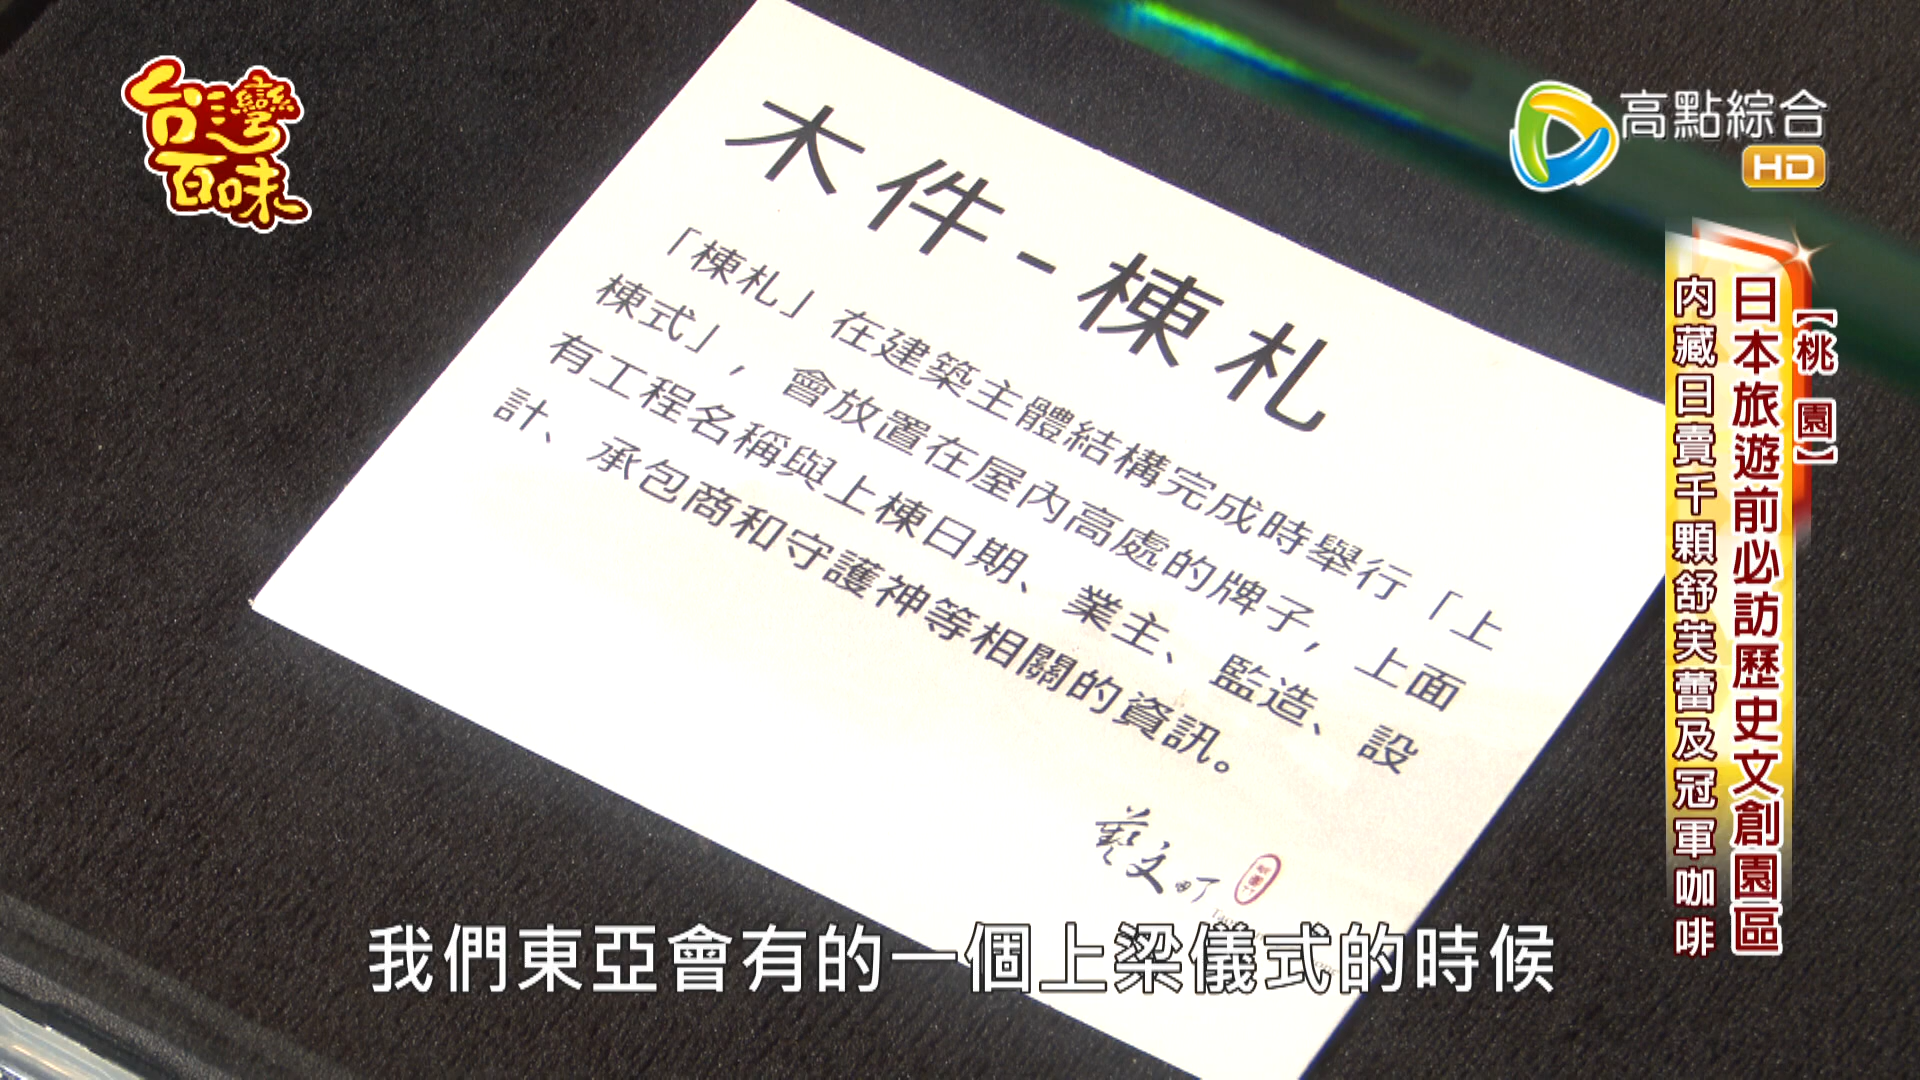 台灣
百味
高點綜合
HD
【桃園】
日本旅遊前必訪歷史文創園區
內藏日賣千顆舒芙蕾及冠軍咖啡
木件-棟札
「棟札」在建築主體結構完成時舉行「上
棟式」，會放置在屋內高處的牌子，上面
有工程名稱與上棟日期、業主、監造、設
計、承包商和守護神等相關的資訊。
藝文町
我們東亞會有的一個上梁儀式的時候